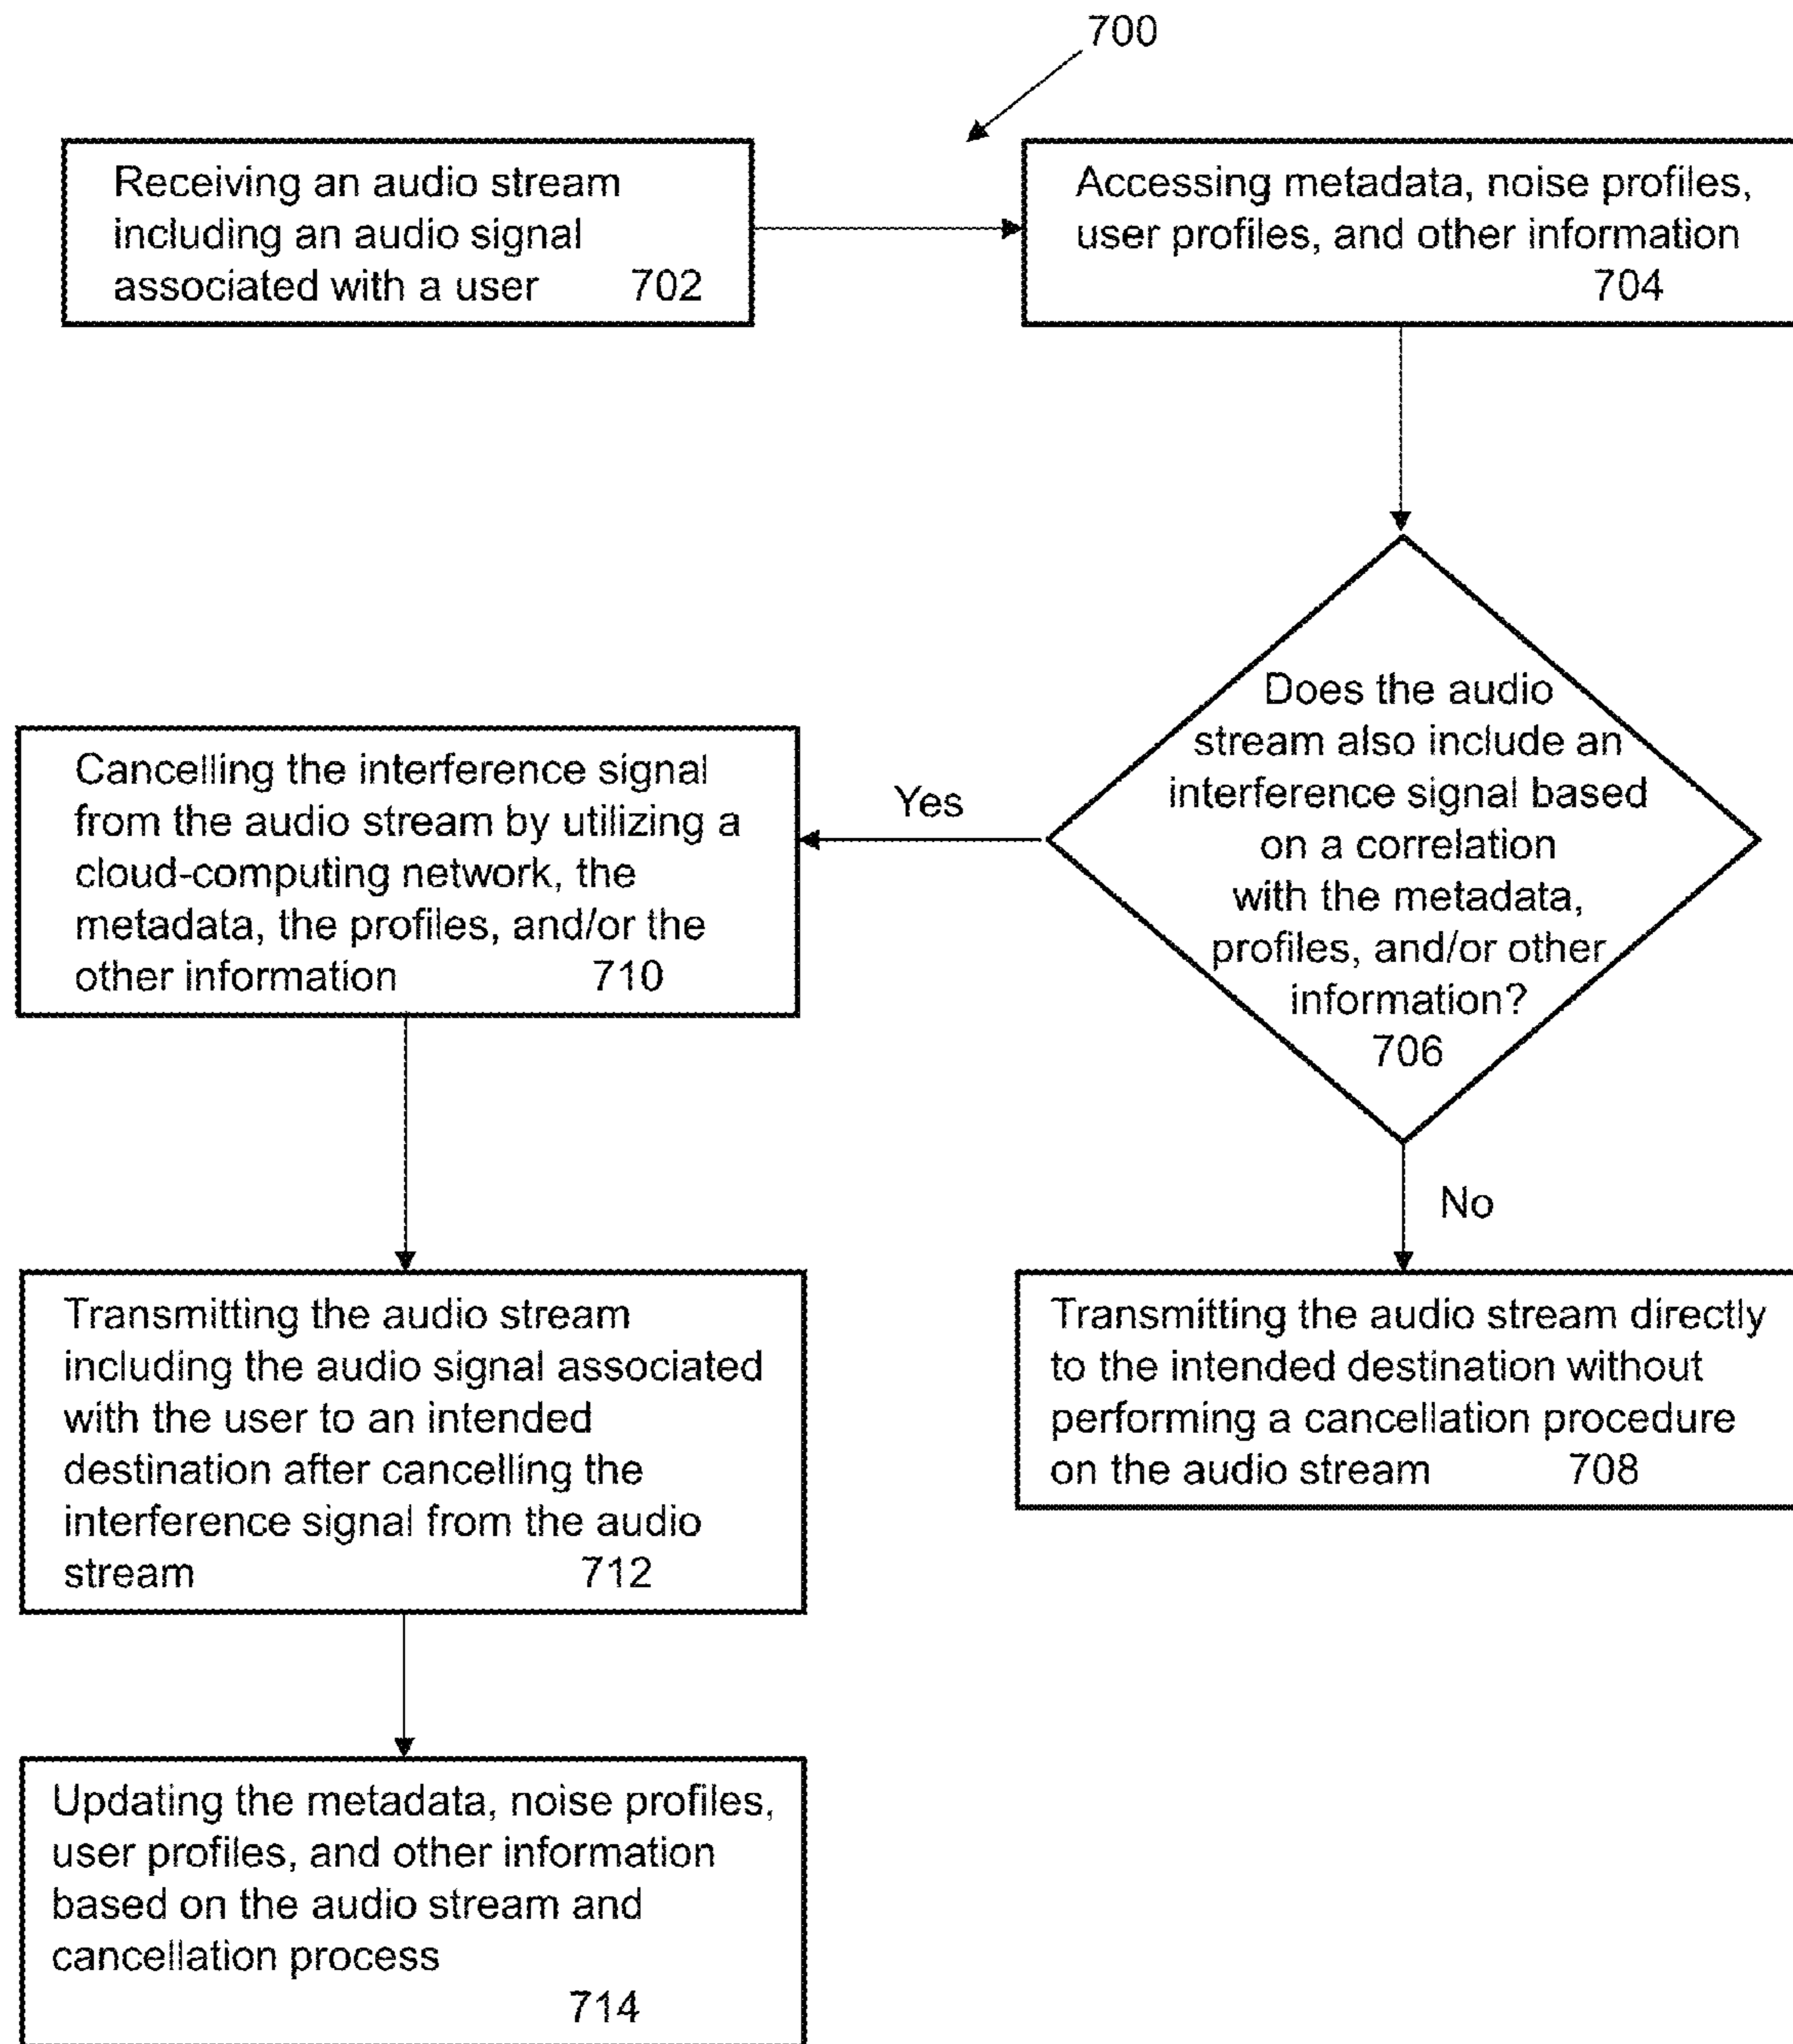 700
Receiving an audio stream
including an audio signal
associated with a user 702
Accessing metadata, noise profiles,
user profiles, and other information
704
Does the audio
stream also include an
interference signal based
on a correlation
with the metadata,
profiles, and/or other
information?
706
Yes
No
Cancelling the interference signal
from the audio stream by utilizing a
cloud-computing network, the
metadata, the profiles, and/or the
other information 710
Transmitting the audio stream
including the audio signal associated
with the user to an intended
destination after cancelling the
interference signal from the audio
stream 712
Transmitting the audio stream directly
to the intended destination without
performing a cancellation procedure
on the audio stream 708
Updating the metadata, noise profiles,
user profiles, and other information
based on the audio stream and
cancellation process
714